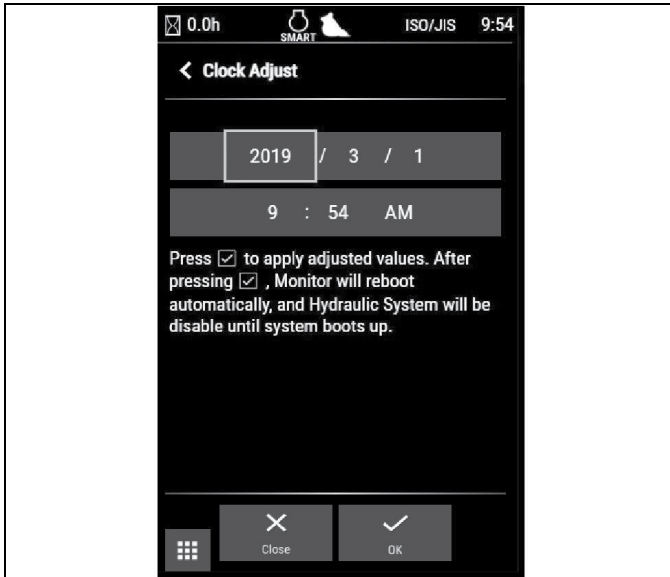 0.0h SMART ISO/JIS 9:54
Clock Adjust
2019 / 3 / 1
9 : 54 AM
Press ☑ to apply adjusted values. After
pressing ☑ , Monitor will reboot
automatically, and Hydraulic System will be
disable until system boots up.
Close OK